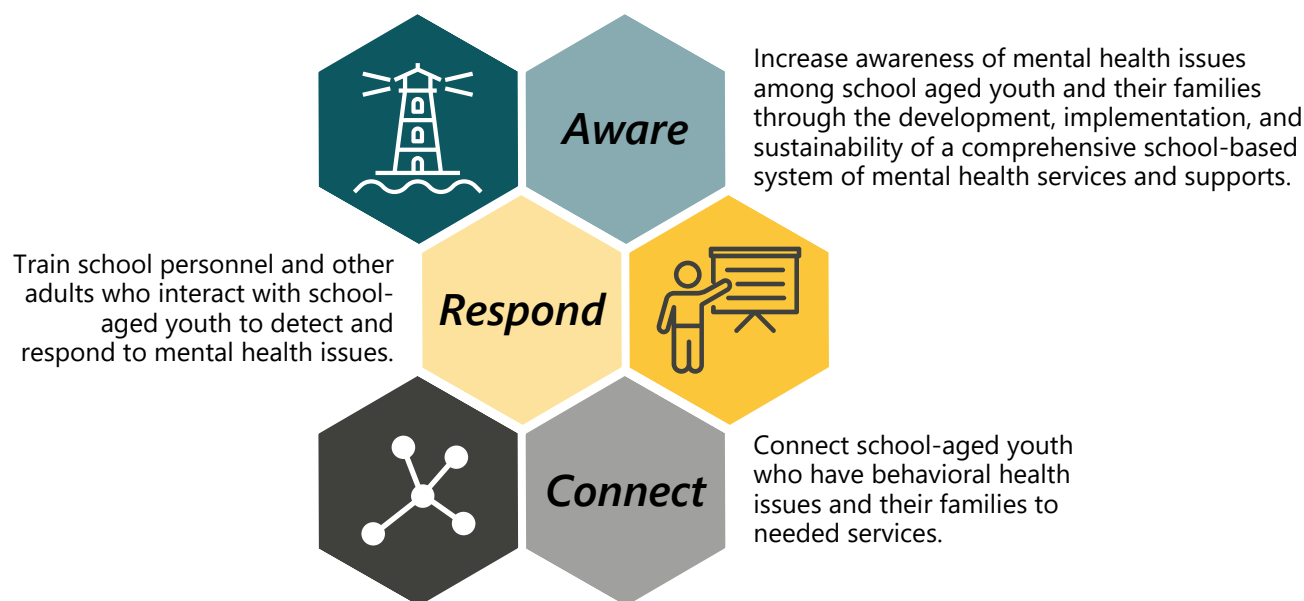 Aware
Increase awareness of mental health issues
among school aged youth and their families
through the development, implementation, and
sustainability of a comprehensive school-based
system of mental health services and supports.
Train school personnel and other
adults who interact with school-
aged youth to detect and
respond to mental health issues.
Respond
Connect
Connect school-aged youth
who have behavioral health
issues and their families to
needed services.